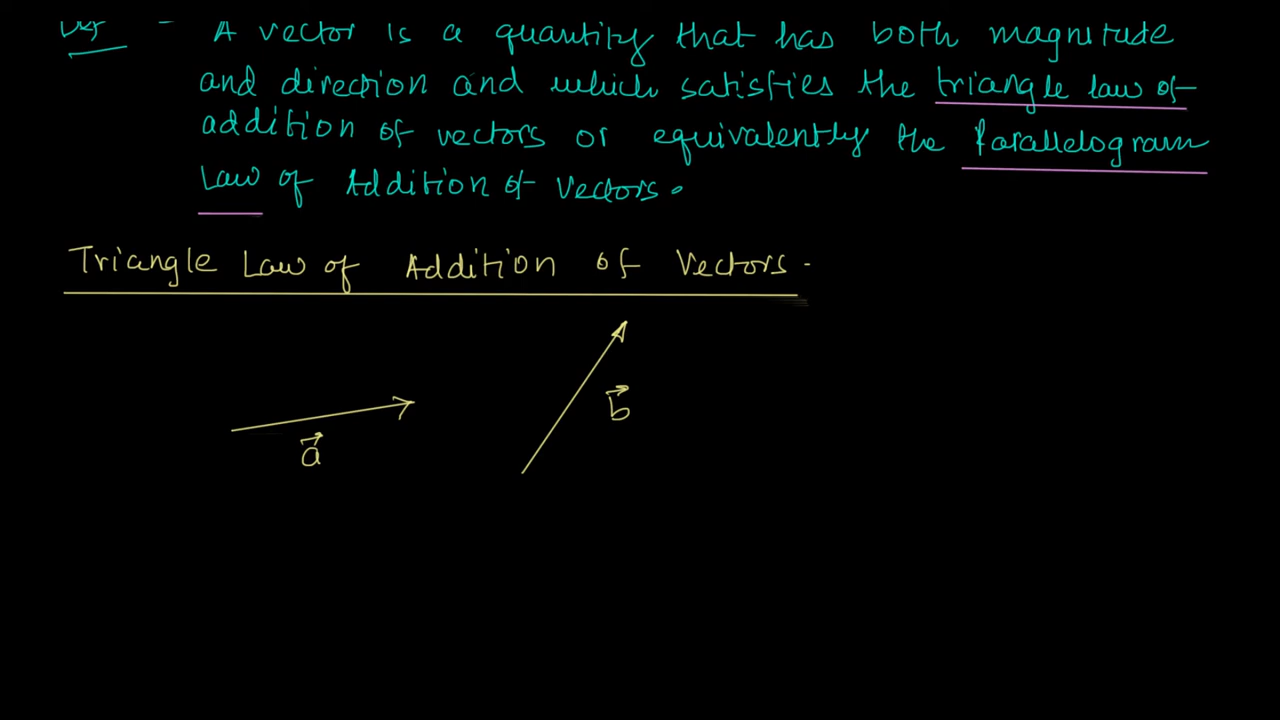 Def - A vector is a quantity that has both magnitude
and direction and which satisfies the triangle law of
addition of vectors or equivalently the parallelogram
Law of Addition of Vectors.
Triangle Law of Addition of Vectors.
a⃗
b⃗